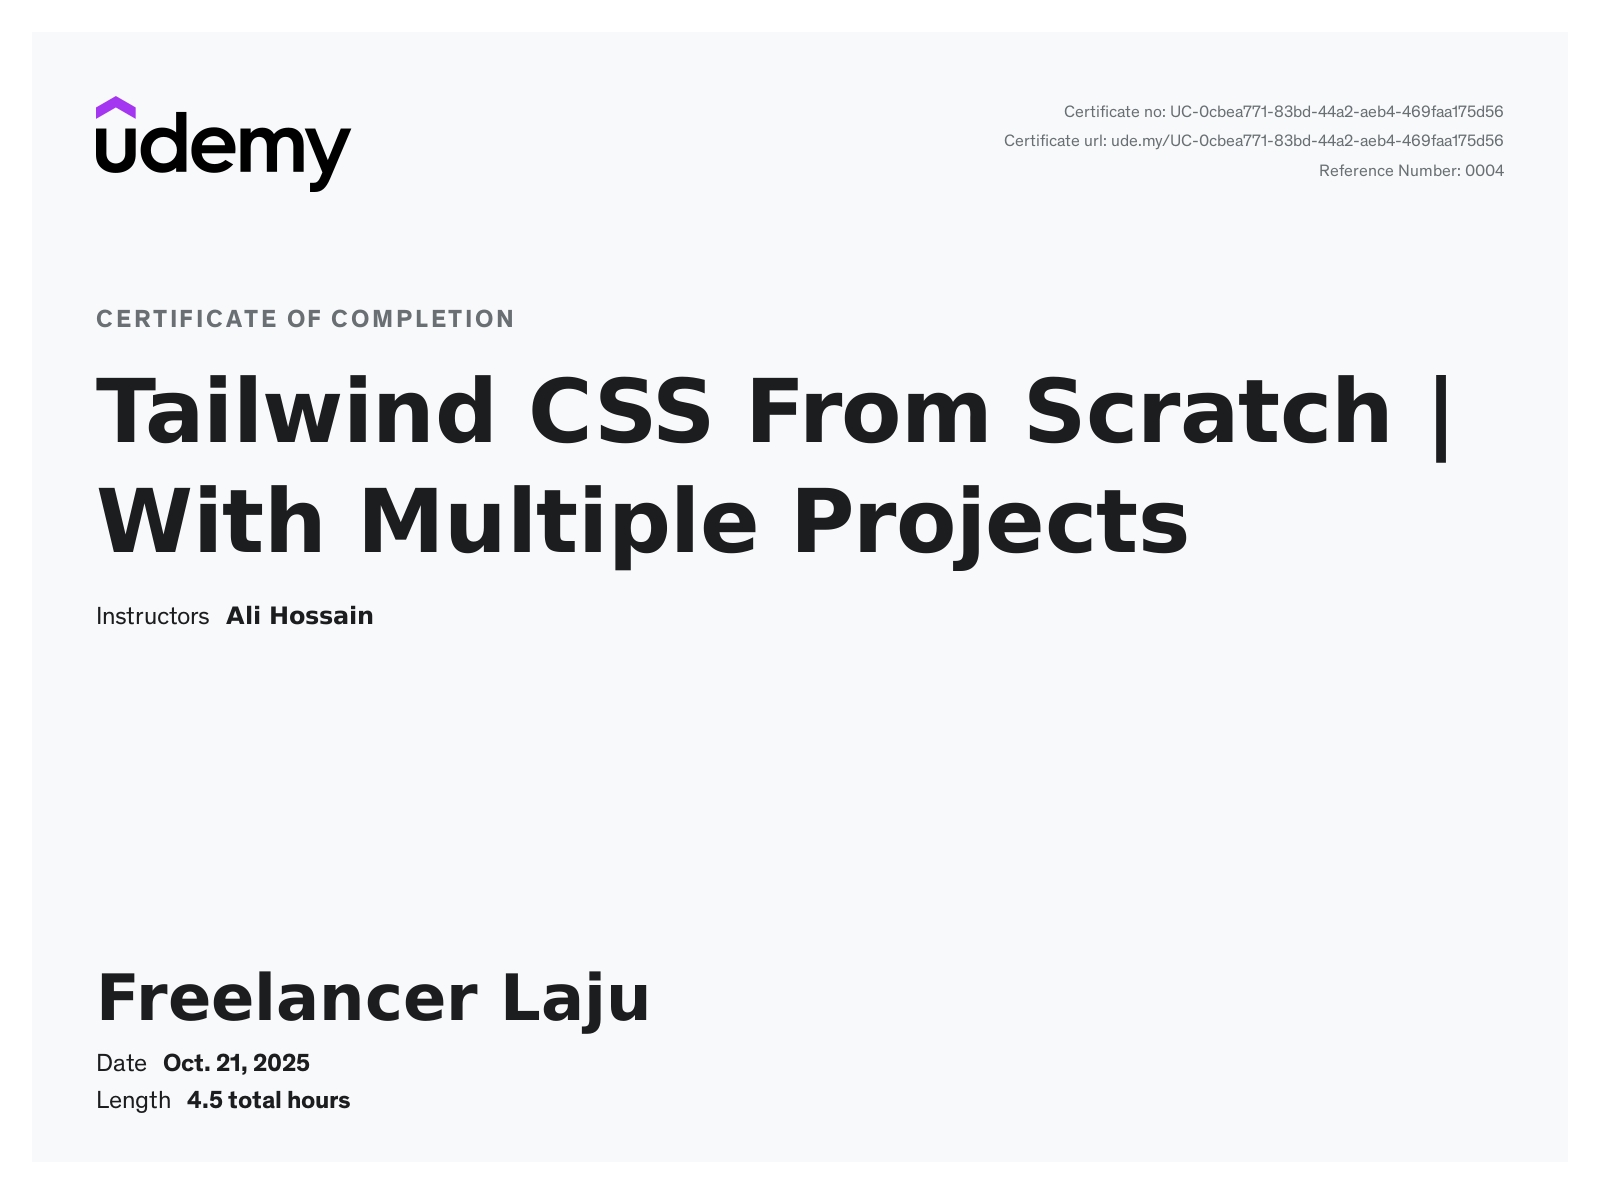 udemy
Certificate no: UC-0cbea771-83bd-44a2-aeb4-469faa175d56
Certificate url: ude.my/UC-0cbea771-83bd-44a2-aeb4-469faa175d56
Reference Number: 0004
CERTIFICATE OF COMPLETION
Tailwind CSS From Scratch |
With Multiple Projects
Instructors Ali Hossain
Freelancer Laju
Date Oct. 21, 2025
Length 4.5 total hours